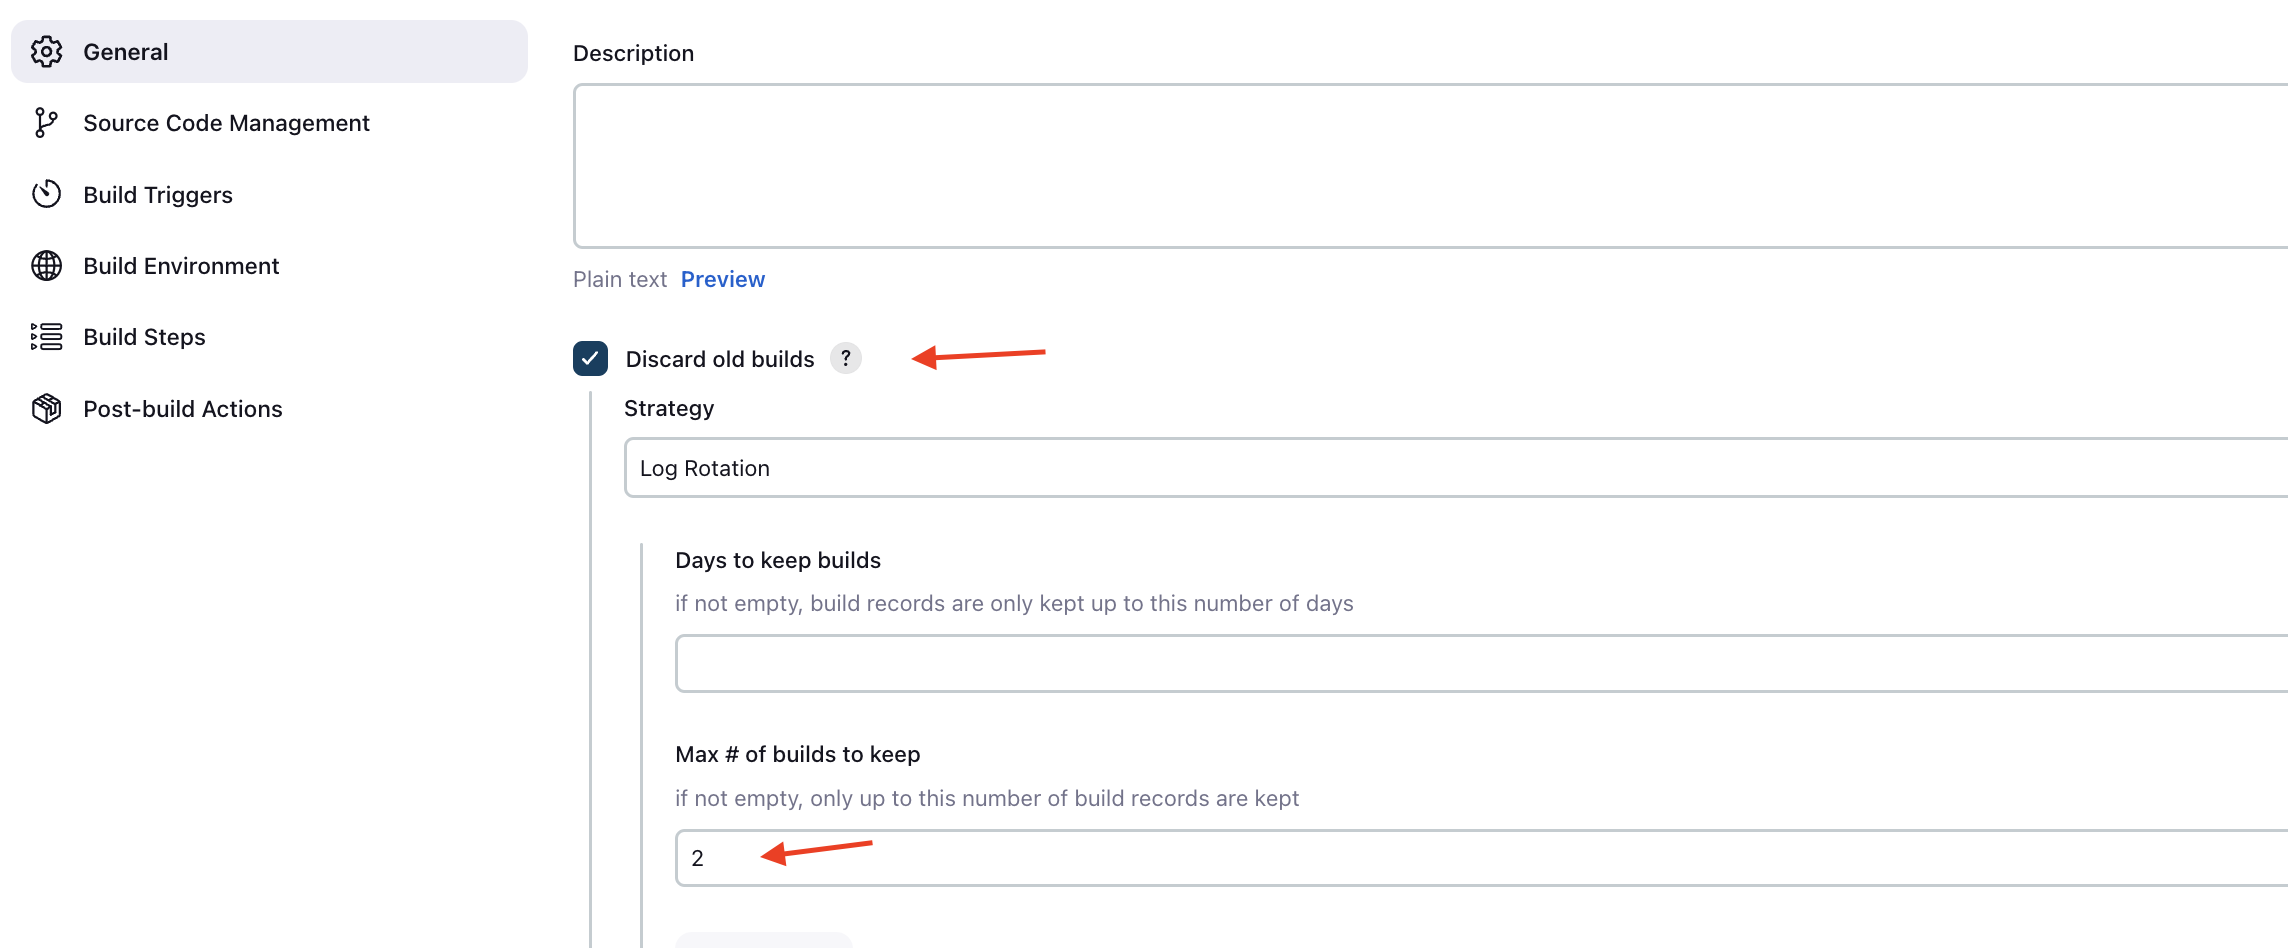 General
Source Code Management
Build Triggers
Build Environment
Build Steps
Post-build Actions
Description
Plain text Preview
Discard old builds ?
Strategy
Log Rotation
Days to keep builds
if not empty, build records are only kept up to this number of days
Max # of builds to keep
if not empty, only up to this number of build records are kept
2